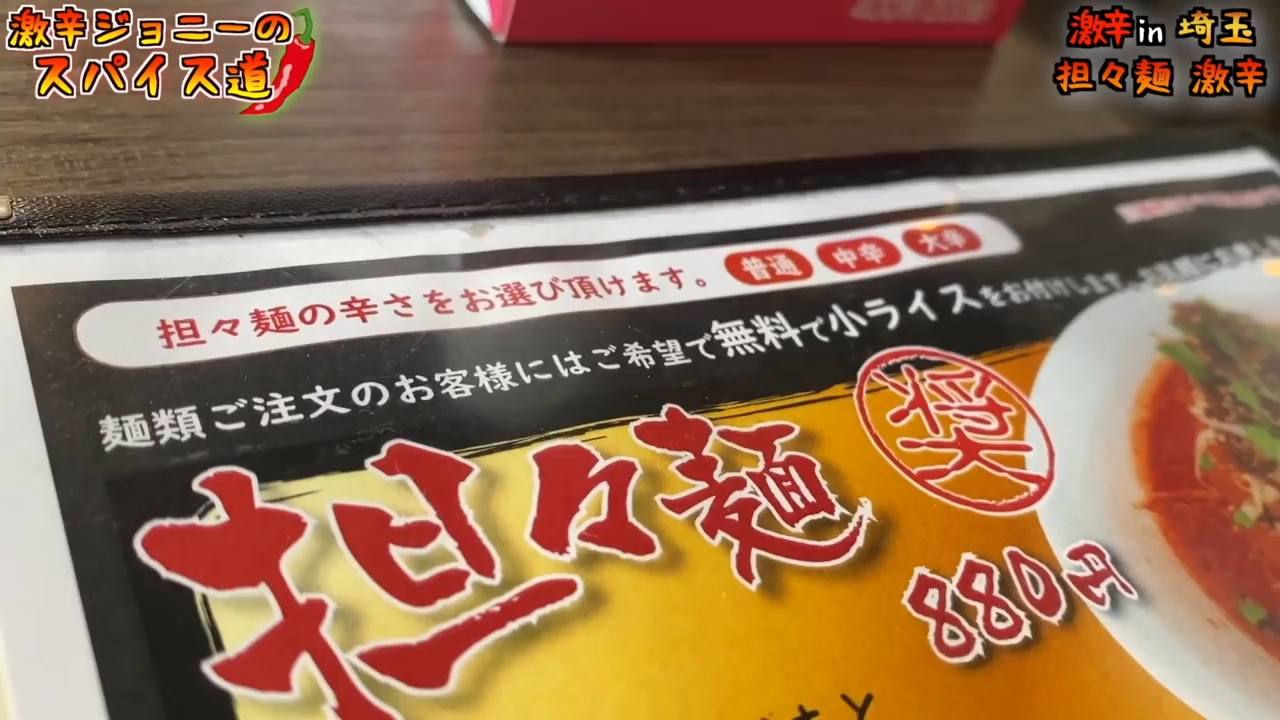 激辛ジョニーの
スパイス道
激辛in 埼玉
担々麺 激辛
担々麺の辛さをお選び頂けます。 普通 中辛 大辛
麺類ご注文のお客様にはご希望で無料で小ライスをお付けします。
担々麺
880円